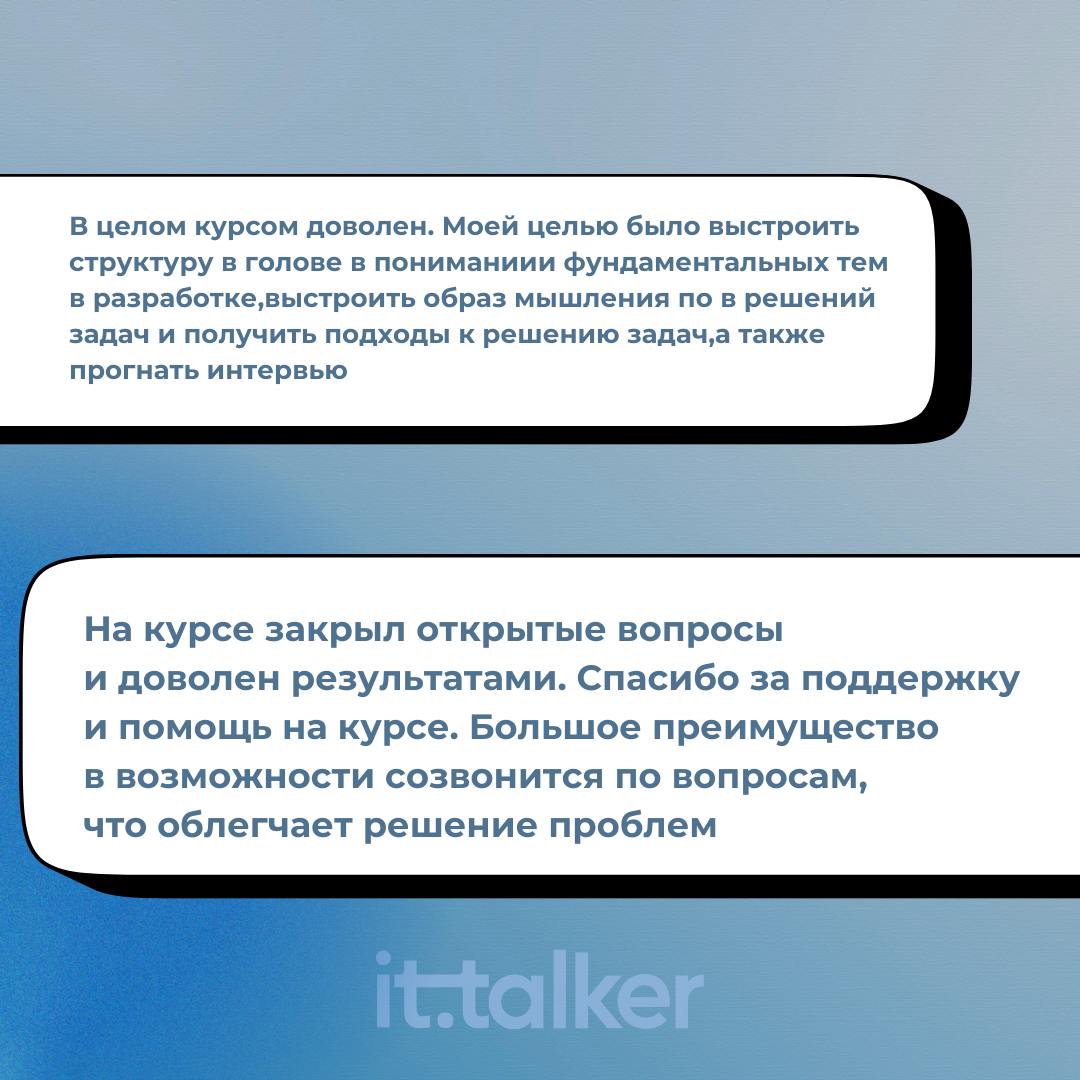 В целом курсом доволен. Моей целью было выстроить
структуру в голове в пониманиии фундаментальных тем
в разработке,выстроить образ мышления по в решений
задач и получить подходы к решению задач,а также
прогнать интервью
На курсе закрыл открытые вопросы
и доволен результатами. Спасибо за поддержку
и помощь на курсе. Большое преимущество
в возможности созвонится по вопросам,
что облегчает решение проблем
it.talker